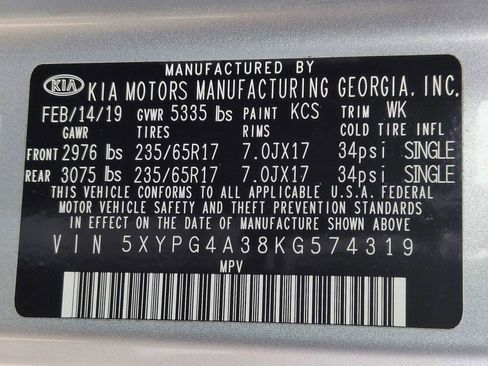 MANUFACTURED BY
KIA KIA MOTORS MANUFACTURING GEORGIA, INC.
FEB/14/19 GVWR 5335 lbs PAINT KCS TRIM WK
GAWR TIRES RIMS COLD TIRE INFL
FRONT 2976 lbs 235/65R17 7.0JX17 34psi SINGLE
REAR 3075 lbs 235/65R17 7.0JX17 34psi SINGLE
THIS VEHICLE CONFORMS TO ALL APPLICABLE U.S.A. FEDERAL
MOTOR VEHICLE SAFETY AND THEFT PREVENTION STANDARDS
IN EFFECT ON THE DATE OF MANUFACTURE SHOWN ABOVE.
VIN 5XYPG4A38KG574319
MPV